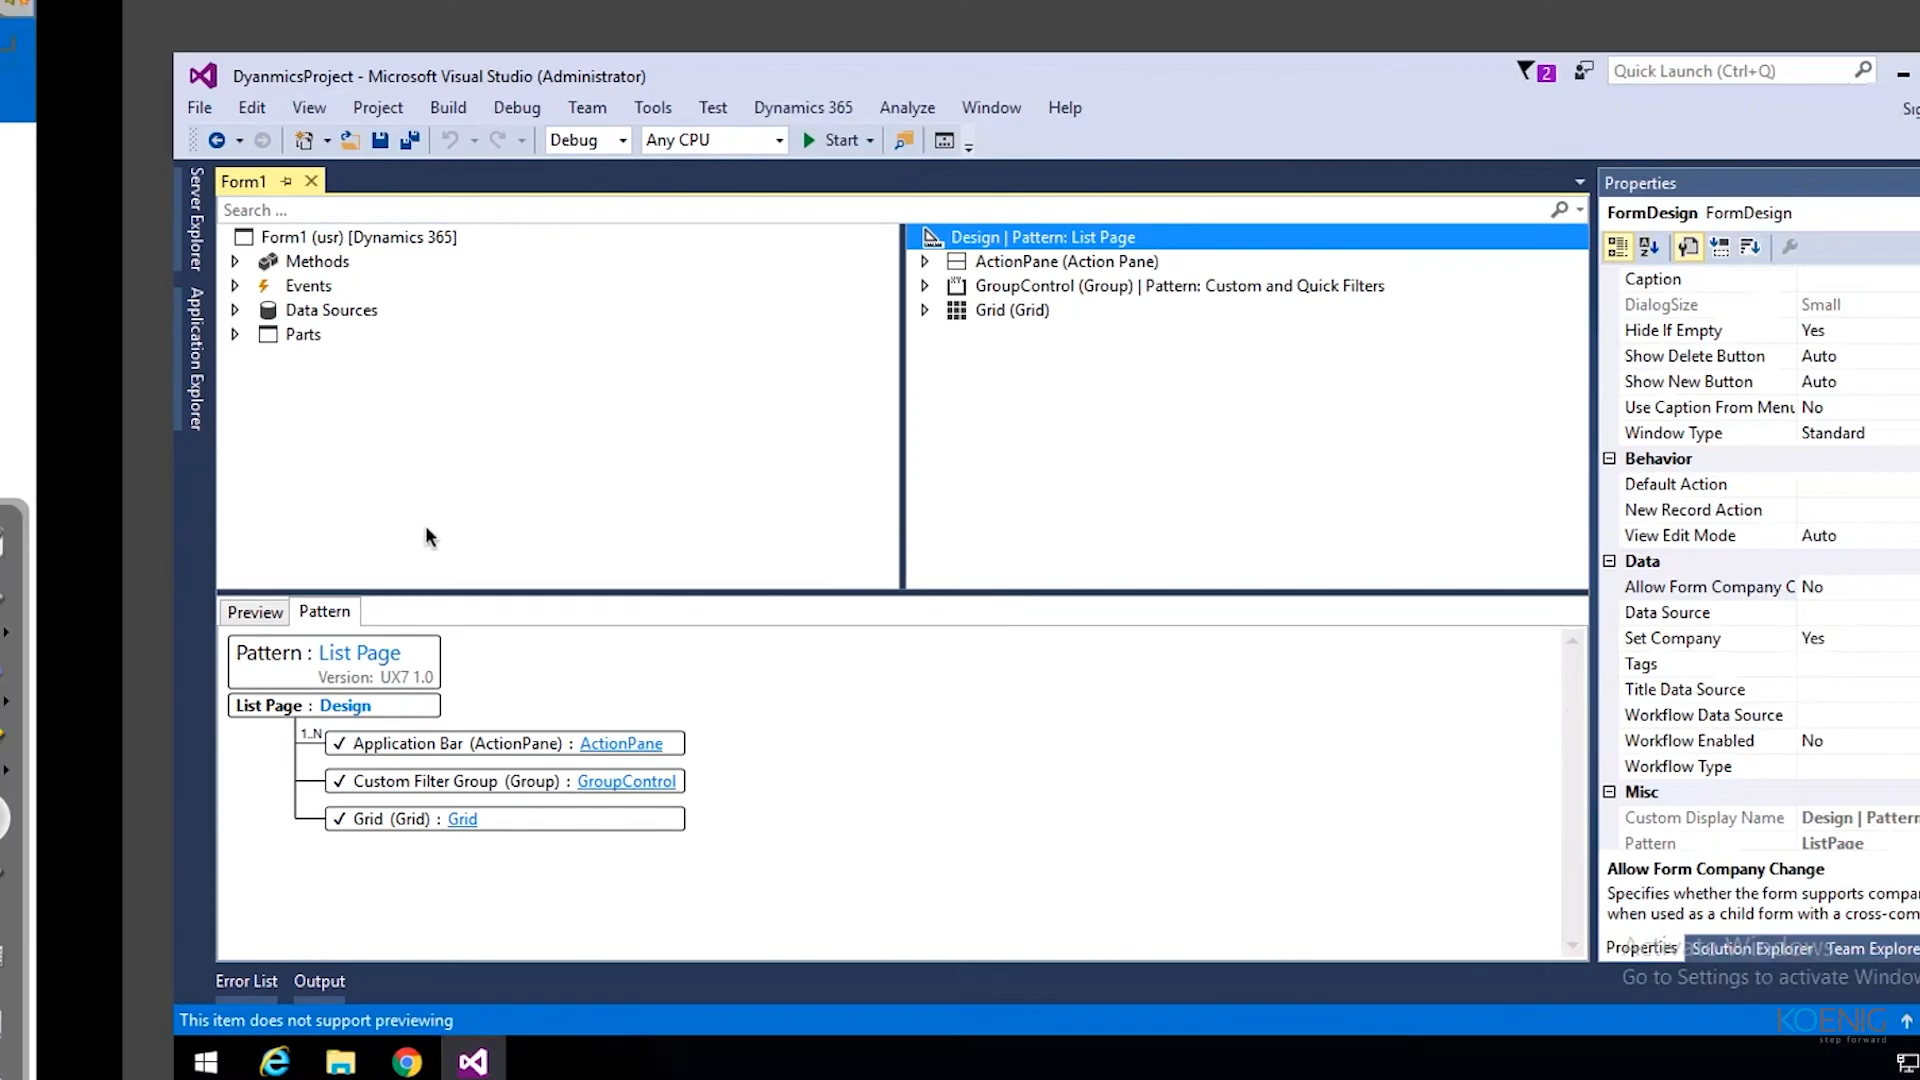 DyanmicsProject - Microsoft Visual Studio (Administrator)
2
Quick Launch (Ctrl+Q)
File Edit View Project Build Debug Team Tools Test Dynamics 365 Analyze Window Help
Debug Any CPU Start
Server Explorer
Application Explorer
Form1
Search ...
Form1 (usr) [Dynamics 365]
Methods
Events
Data Sources
Parts
Design | Pattern: List Page
ActionPane (Action Pane)
GroupControl (Group) | Pattern: Custom and Quick Filters
Grid (Grid)
Preview Pattern
Pattern : List Page
Version: UX7 1.0
List Page : Design
1..N
✓ Application Bar (ActionPane) : ActionPane
✓ Custom Filter Group (Group) : GroupControl
✓ Grid (Grid) : Grid
Error List Output
This item does not support previewing
Properties
FormDesign FormDesign
Caption
DialogSize Small
Hide If Empty Yes
Show Delete Button Auto
Show New Button Auto
Use Caption From Menu No
Window Type Standard
Behavior
Default Action
New Record Action
View Edit Mode Auto
Data
Allow Form Company C No
Data Source
Set Company Yes
Tags
Title Data Source
Workflow Data Source
Workflow Enabled No
Workflow Type
Misc
Custom Display Name Design | Pattern
Pattern ListPage
Allow Form Company Change
Specifies whether the form supports compa
when used as a child form with a cross-com
Properties Solution Explorer Team Explore
Activate Windows
Go to Settings to activate Window
KOENIG
step forward